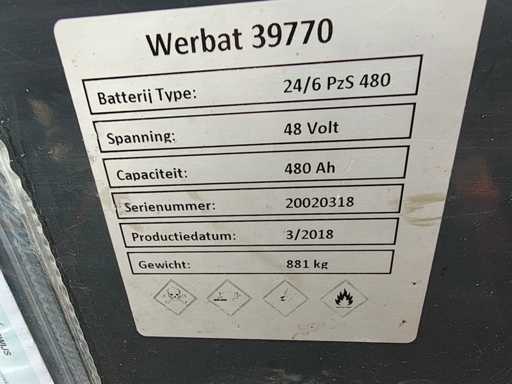 Werbat 39770
Batterij Type: 24/6 PzS 480
Spanning: 48 Volt
Capaciteit: 480 Ah
Serienummer: 20020318
Productiedatum: 3/2018
Gewicht: 881 kg